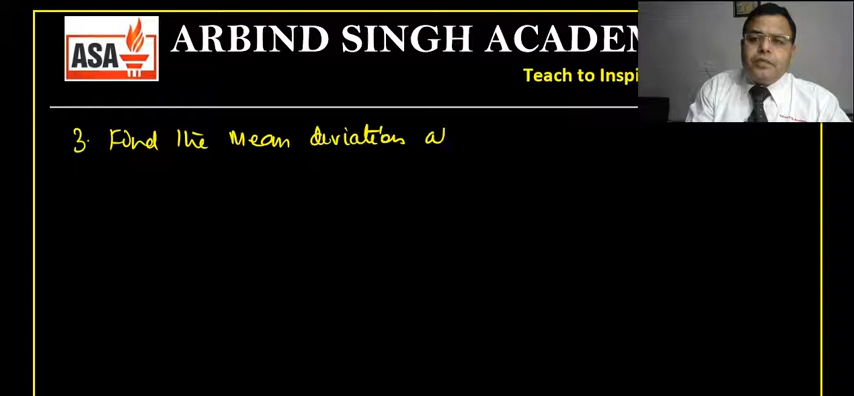 ASA
ARBIND SINGH ACADEM
Teach to Inspi
3. Find the Mean deviation a